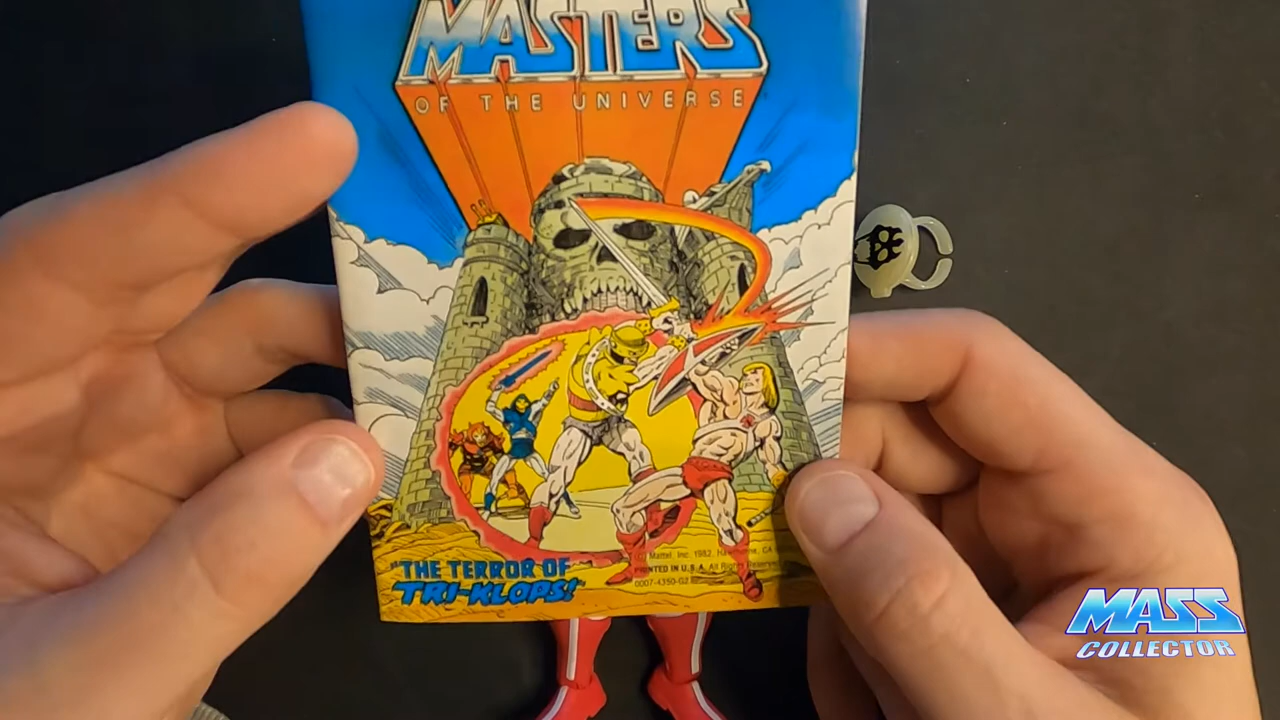 MASTERS
OF THE UNIVERSE
"THE TERROR OF
TRI-KLOPS!"
© Mattel, Inc. 1982, Hawthorne, CA
PRINTED IN U.S.A. All Rights Reserved
0007-4350-G2
MASS
COLLECTOR